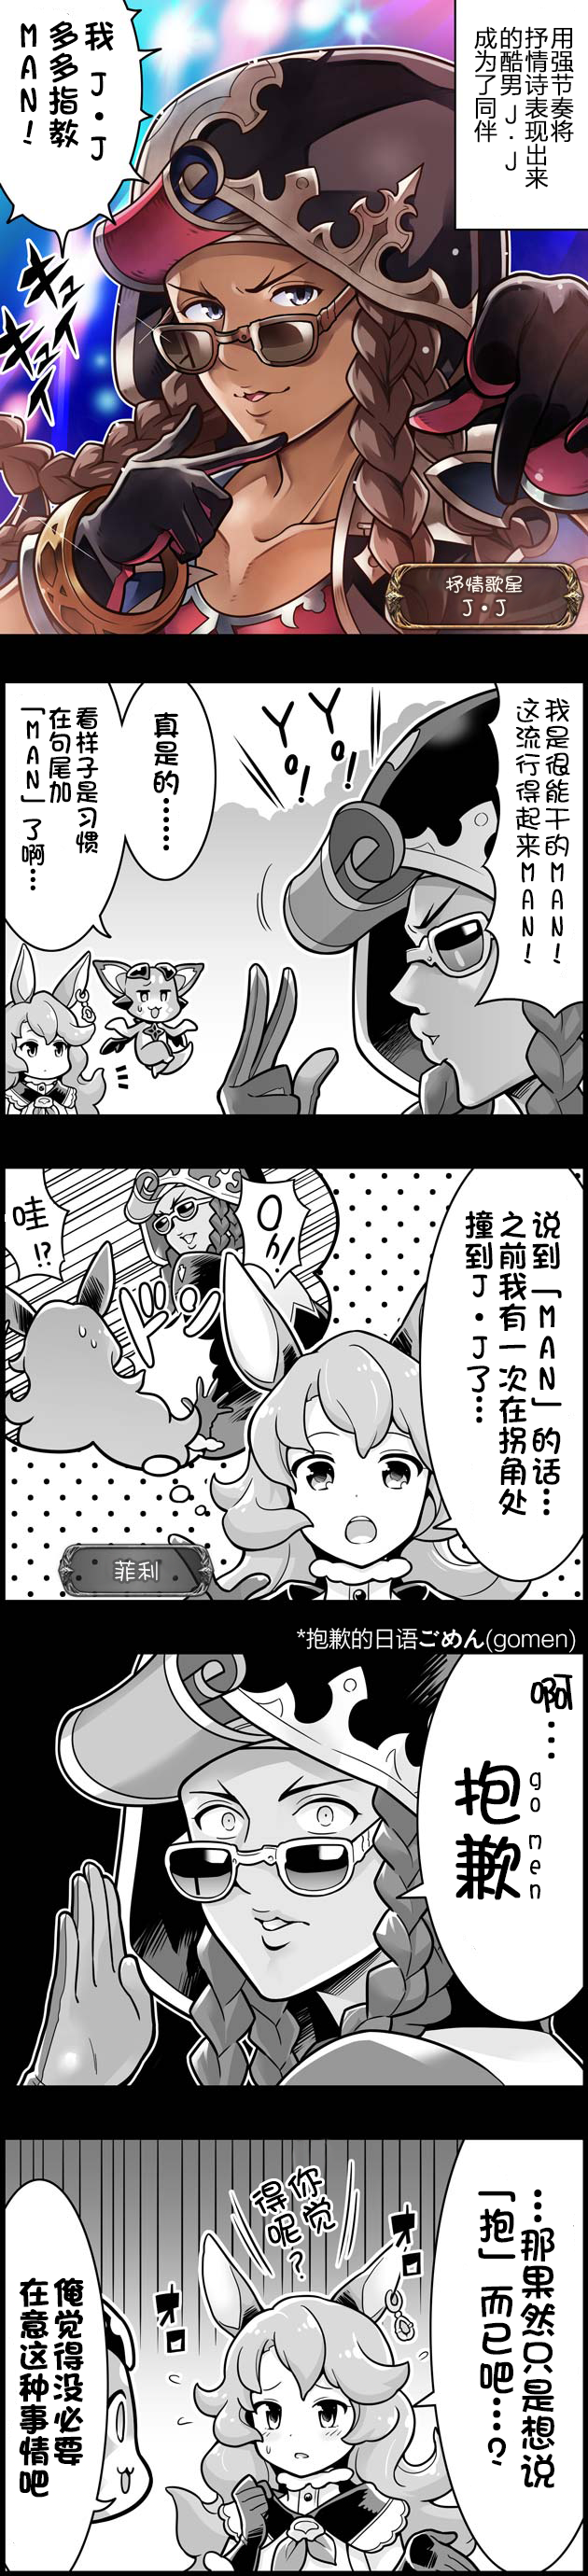 用强节奏将
抒情诗表现出来
的酷男J.J
成为了同伴
我 J•J
多多指教
MAN!
キュイ
キュイ
抒情歌星
J•J
我是很能干的MAN!
这流行得起来MAN!
Yo!
Yo!
真是的……
看样子是习惯
在句尾加
「MAN」了啊…
说到「MAN」的话…
之前我有一次在拐角处
撞到J•J了…
Oh!
哇!?
ドン
菲利
*抱歉的日语ごめん(gomen)
啊…
抱歉
gomen
…那果然只是想说
「抱」而已吧…?
你觉
得呢?
オロ
オロ
俺觉得没必要
在意这种事情吧